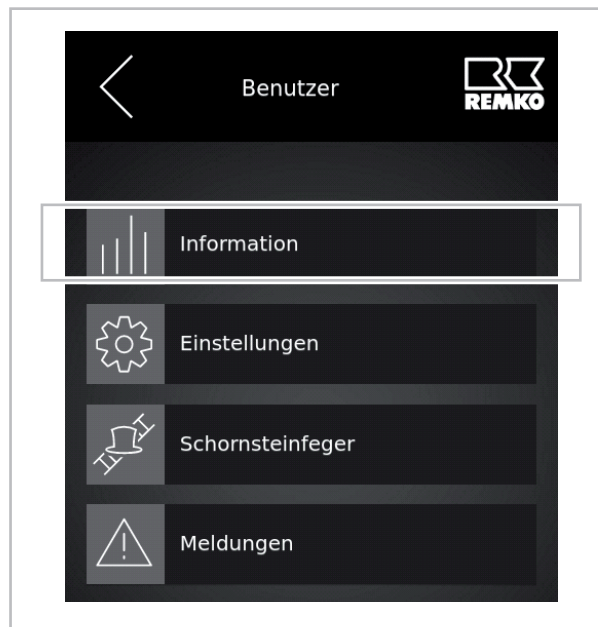 Benutzer
REMKO
Information
Einstellungen
Schornsteinfeger
Meldungen